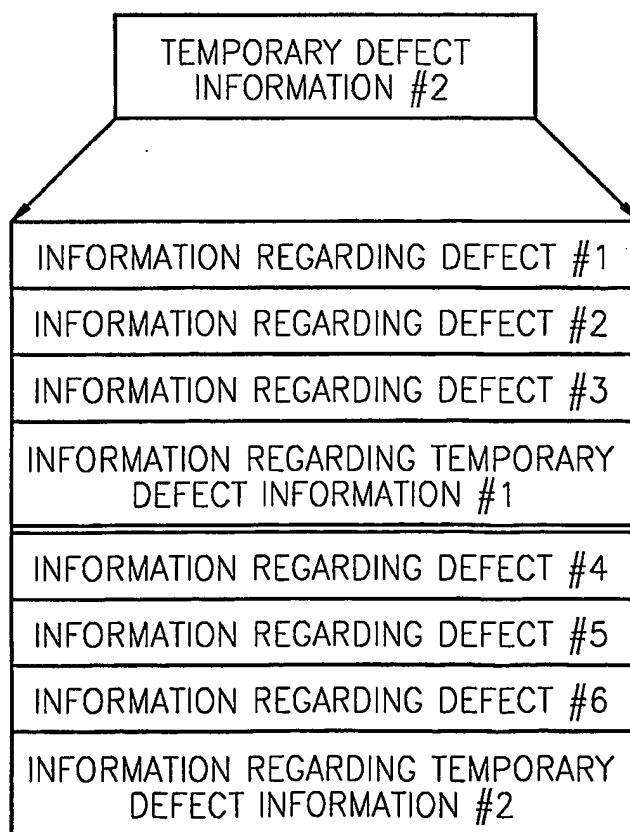 TEMPORARY DEFECT
INFORMATION #2
INFORMATION REGARDING DEFECT #1
INFORMATION REGARDING DEFECT #2
INFORMATION REGARDING DEFECT #3
INFORMATION REGARDING TEMPORARY
DEFECT INFORMATION #1
INFORMATION REGARDING DEFECT #4
INFORMATION REGARDING DEFECT #5
INFORMATION REGARDING DEFECT #6
INFORMATION REGARDING TEMPORARY
DEFECT INFORMATION #2